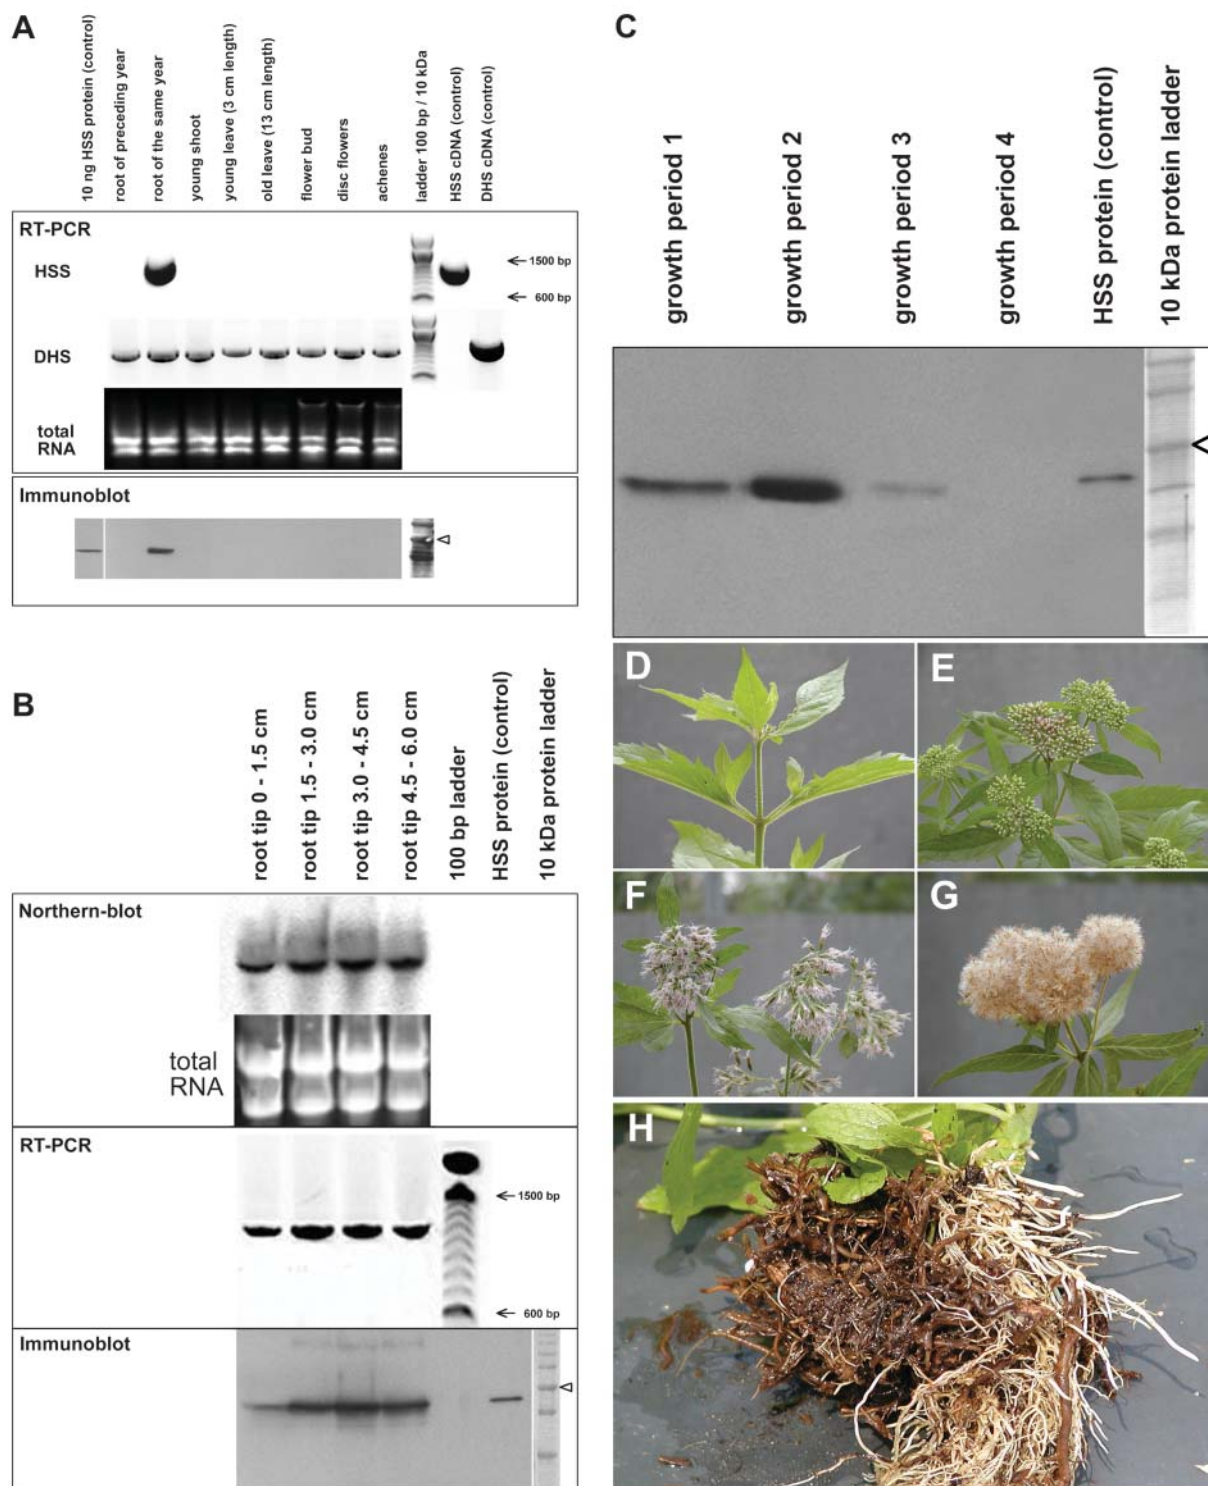 A
10 ng HSS protein (control)
root of preceding year
root of the same year
young shoot
young leave (3 cm length)
old leave (13 cm length)
flower bud
disc flowers
achenes
ladder 100 bp / 10 kDa
HSS cDNA (control)
DHS cDNA (control)
RT-PCR
HSS
1500 bp
600 bp
DHS
total
RNA
Immunoblot
B
root tip 0 - 1.5 cm
root tip 1.5 - 3.0 cm
root tip 3.0 - 4.5 cm
root tip 4.5 - 6.0 cm
100 bp ladder
HSS protein (control)
10 kDa protein ladder
Northern-blot
total
RNA
RT-PCR
1500 bp
600 bp
Immunoblot
C
growth period 1
growth period 2
growth period 3
growth period 4
HSS protein (control)
10 kDa protein ladder
D
E
F
G
H